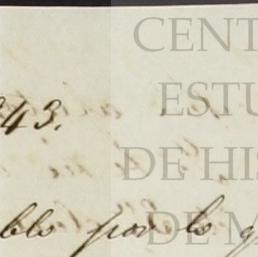 CENT
ESTU
843.
DE HIS
blo por lo q
DE M